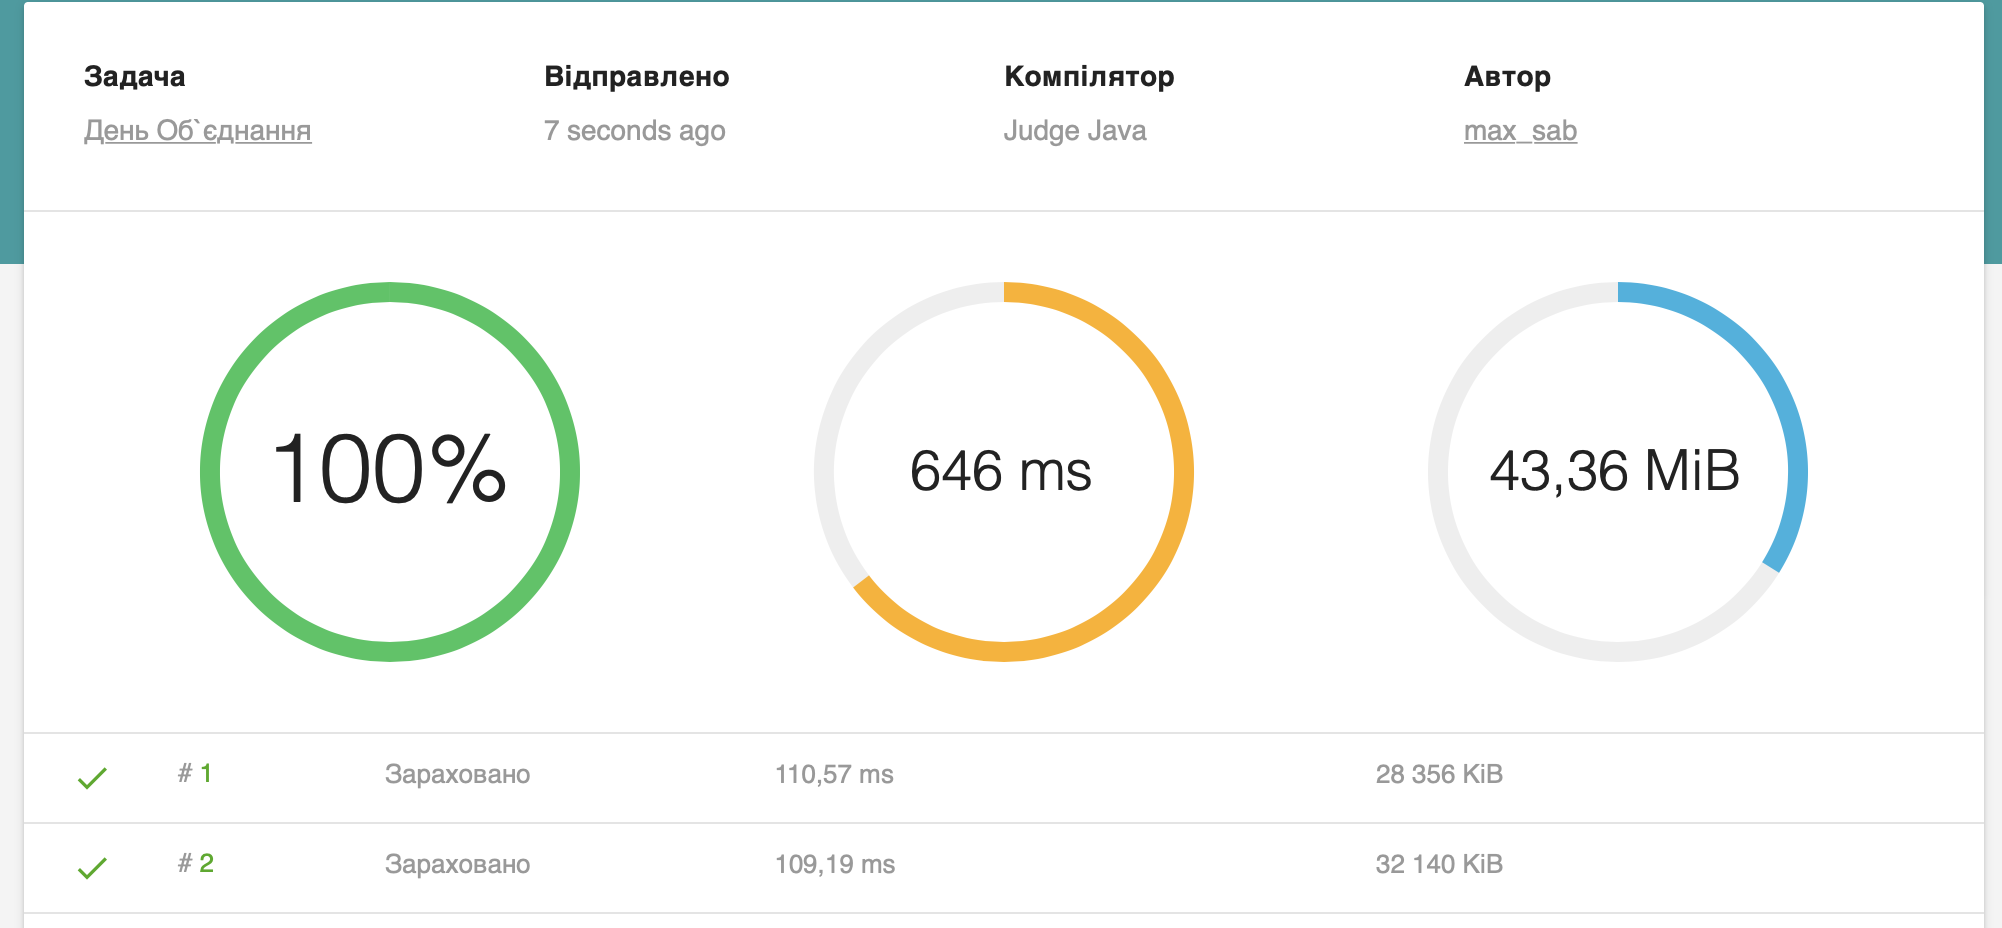 Задача Відправлено Компілятор Автор
День Об`єднання 7 seconds ago Judge Java max_sab
100% 646 ms 43,36 MiB
# 1 Зараховано 110,57 ms 28 356 KiB
# 2 Зараховано 109,19 ms 32 140 KiB